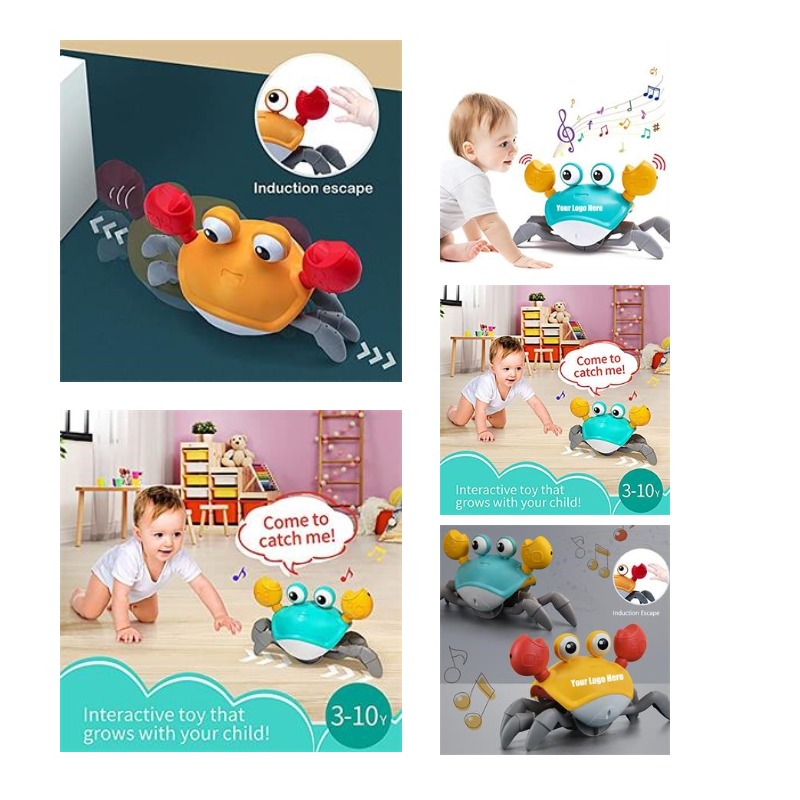 Induction escape
Your Logo Here
Come to
catch me!
Interactive toy that
grows with your child!
3-10Y
Come to
catch me!
Interactive toy that
grows with your child!
3-10Y
Induction Escape
Your Logo Here